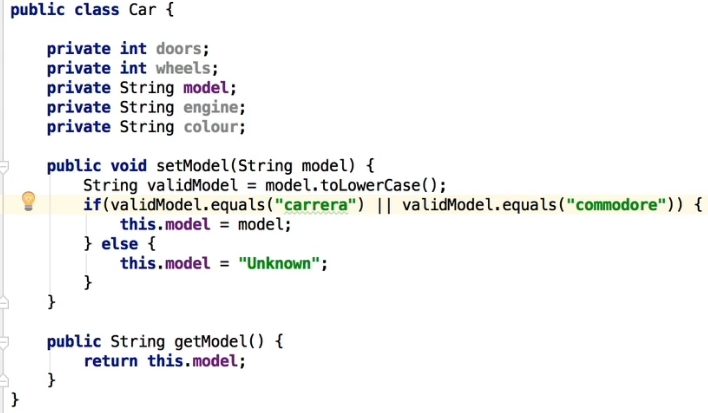 public class Car {
private int doors;
private int wheels;
private String model;
private String engine;
private String colour;
public void setModel(String model) {
String validModel = model.toLowerCase();
if(validModel.equals("carrera") || validModel.equals("commodore")) {
this.model = model;
} else {
this.model = "Unknown";
}
}
public String getModel() {
return this.model;
}
}